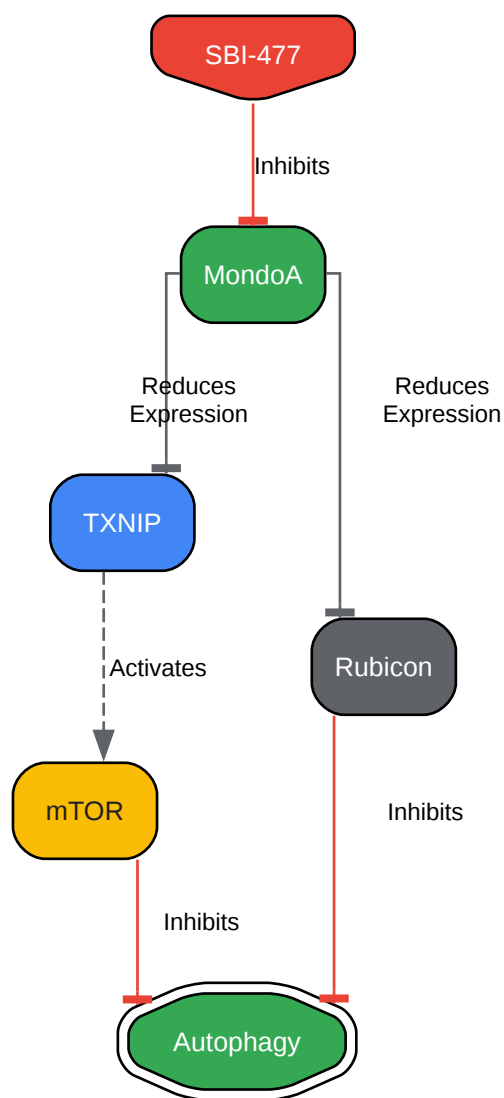 SBI-477
Inhibits
MondoA
Reduces
Expression
Reduces
Expression
TXNIP
Activates
Rubicon
mTOR
Inhibits
Inhibits
Autophagy